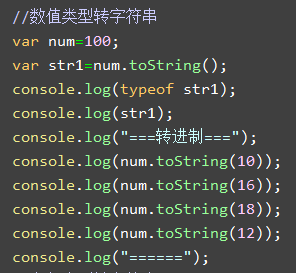 //数值类型转字符串
var num=100;
var str1=num.toString();
console.log(typeof str1);
console.log(str1);
console.log("===转进制===");
console.log(num.toString(10));
console.log(num.toString(16));
console.log(num.toString(18));
console.log(num.toString(12));
console.log("======");